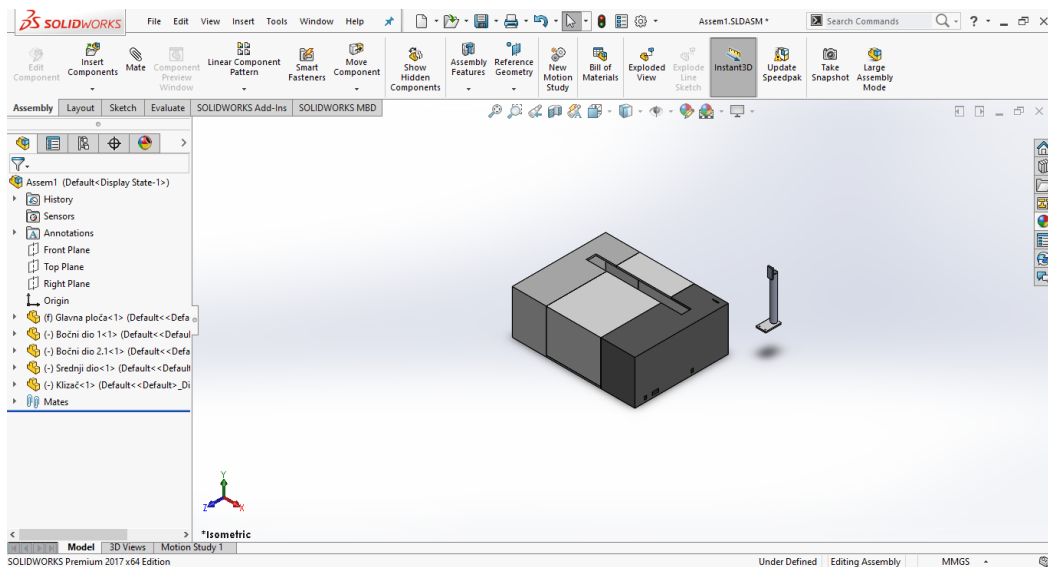 SOLIDWORKS File Edit View Insert Tools Window Help Assem1.SLDASM * Search Commands ?
Edit Component
Insert Components
Mate
Component Preview Window
Linear Component Pattern
Smart Fasteners
Move Component
Show Hidden Components
Assembly Features
Reference Geometry
New Motion Study
Bill of Materials
Exploded View
Explode Line Sketch
Instant3D
Update Speedpak
Take Snapshot
Large Assembly Mode
Assembly Layout Sketch Evaluate SOLIDWORKS Add-Ins SOLIDWORKS MBD
Assem1 (Default<Display State-1>)
History
Sensors
Annotations
Front Plane
Top Plane
Right Plane
Origin
(f) Glavna ploča<1> (Default<<Defa
(-) Bočni dio 1<1> (Default<<Defaul
(-) Bočni dio 2.1<1> (Default<<Defa
(-) Srednji dio<1> (Default<<Default
(-) Klizač<1> (Default<<Default>_Di
Mates
Y
Z X
*Isometric
Model 3D Views Motion Study 1
SOLIDWORKS Premium 2017 x64 Edition Under Defined Editing Assembly MMGS